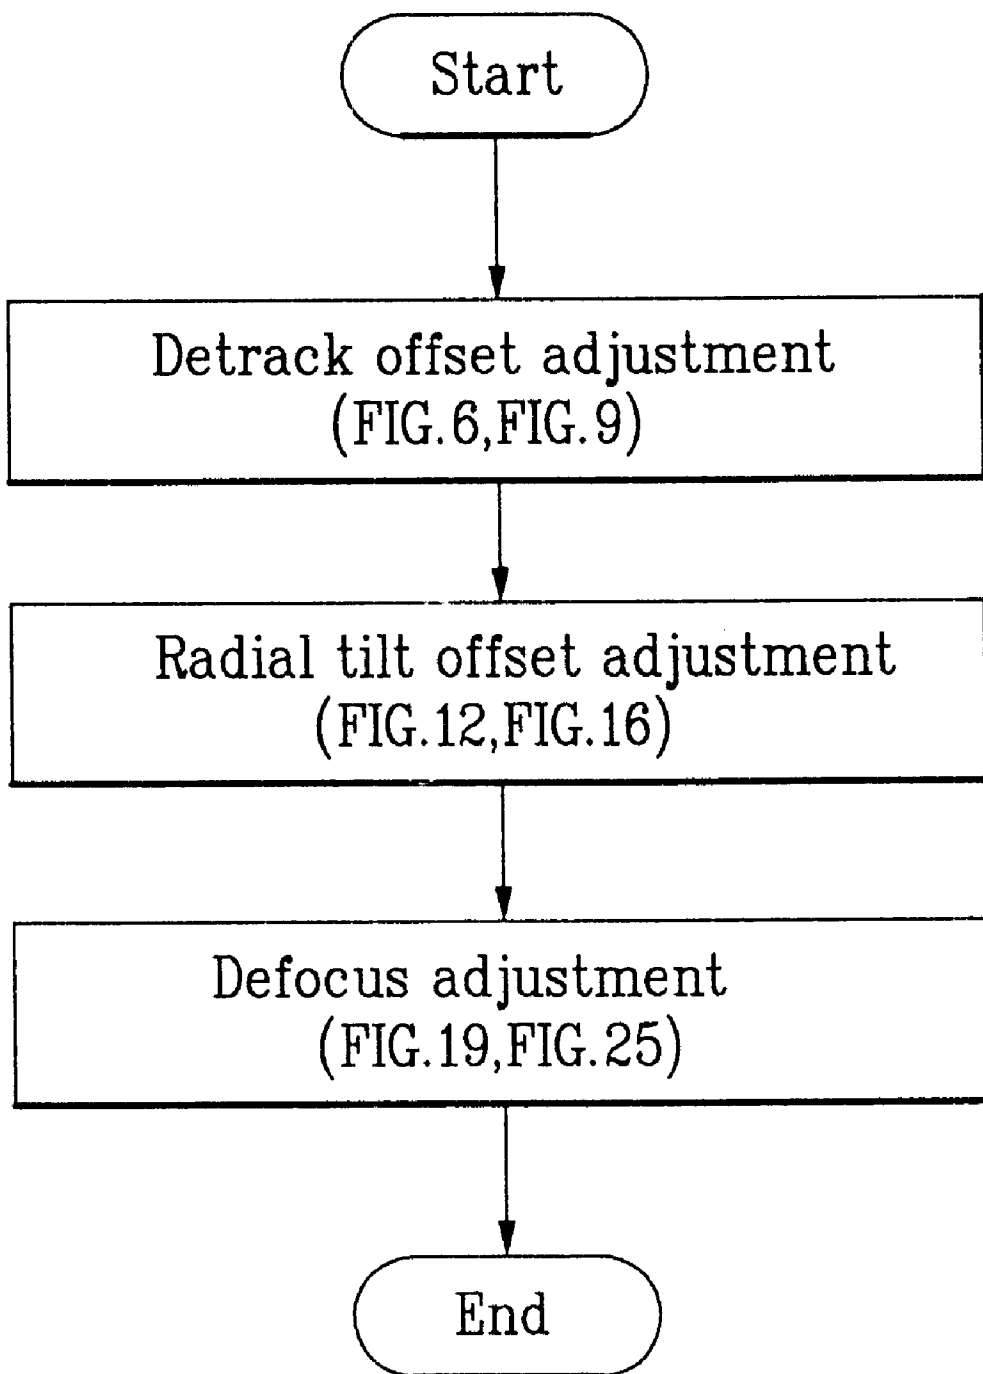 Start
Detrack offset adjustment
(FIG.6,FIG.9)
Radial tilt offset adjustment
(FIG.12,FIG.16)
Defocus adjustment
(FIG.19,FIG.25)
End